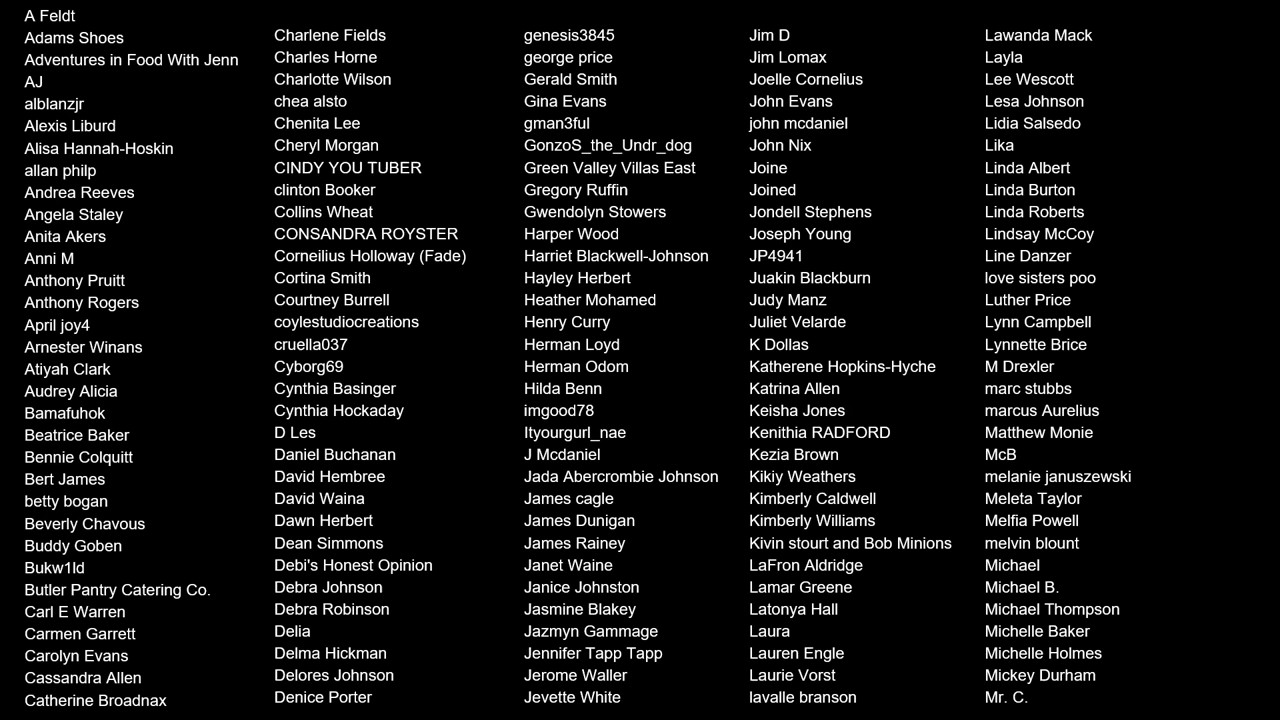 A Feldt
Adams Shoes
Adventures in Food With Jenn
AJ
alblanzjr
Alexis Liburd
Alisa Hannah-Hoskin
allan philp
Andrea Reeves
Angela Staley
Anita Akers
Anni M
Anthony Pruitt
Anthony Rogers
April joy4
Arnester Winans
Atiyah Clark
Audrey Alicia
Bamafuhok
Beatrice Baker
Bennie Colquitt
Bert James
betty bogan
Beverly Chavous
Buddy Goben
Bukw1ld
Butler Pantry Catering Co.
Carl E Warren
Carmen Garrett
Carolyn Evans
Cassandra Allen
Catherine Broadnax
Charlene Fields
Charles Horne
Charlotte Wilson
chea alsto
Chenita Lee
Cheryl Morgan
CINDY YOU TUBER
clinton Booker
Collins Wheat
CONSANDRA ROYSTER
Corneilius Holloway (Fade)
Cortina Smith
Courtney Burrell
coylestudiocreations
cruella037
Cyborg69
Cynthia Basinger
Cynthia Hockaday
D Les
Daniel Buchanan
David Hembree
David Waina
Dawn Herbert
Dean Simmons
Debi's Honest Opinion
Debra Johnson
Debra Robinson
Delia
Delma Hickman
Delores Johnson
Denice Porter
genesis3845
george price
Gerald Smith
Gina Evans
gman3ful
GonzoS_the_Undr_dog
Green Valley Villas East
Gregory Ruffin
Gwendolyn Stowers
Harper Wood
Harriet Blackwell-Johnson
Hayley Herbert
Heather Mohamed
Henry Curry
Herman Loyd
Herman Odom
Hilda Benn
imgood78
Ityourgurl_nae
J Mcdaniel
Jada Abercrombie Johnson
James cagle
James Dunigan
James Rainey
Janet Waine
Janice Johnston
Jasmine Blakey
Jazmyn Gammage
Jennifer Tapp Tapp
Jerome Waller
Jevette White
Jim D
Jim Lomax
Joelle Cornelius
John Evans
john mcdaniel
John Nix
Joine
Joined
Jondell Stephens
Joseph Young
JP4941
Juakin Blackburn
Judy Manz
Juliet Velarde
K Dollas
Katherene Hopkins-Hyche
Katrina Allen
Keisha Jones
Kenithia RADFORD
Kezia Brown
Kikiy Weathers
Kimberly Caldwell
Kimberly Williams
Kivin stourt and Bob Minions
LaFron Aldridge
Lamar Greene
Latonya Hall
Laura
Lauren Engle
Laurie Vorst
lavalle branson
Lawanda Mack
Layla
Lee Wescott
Lesa Johnson
Lidia Salsedo
Lika
Linda Albert
Linda Burton
Linda Roberts
Lindsay McCoy
Line Danzer
love sisters poo
Luther Price
Lynn Campbell
Lynnette Brice
M Drexler
marc stubbs
marcus Aurelius
Matthew Monie
McB
melanie januszewski
Meleta Taylor
Melfia Powell
melvin blount
Michael
Michael B.
Michael Thompson
Michelle Baker
Michelle Holmes
Mickey Durham
Mr. C.